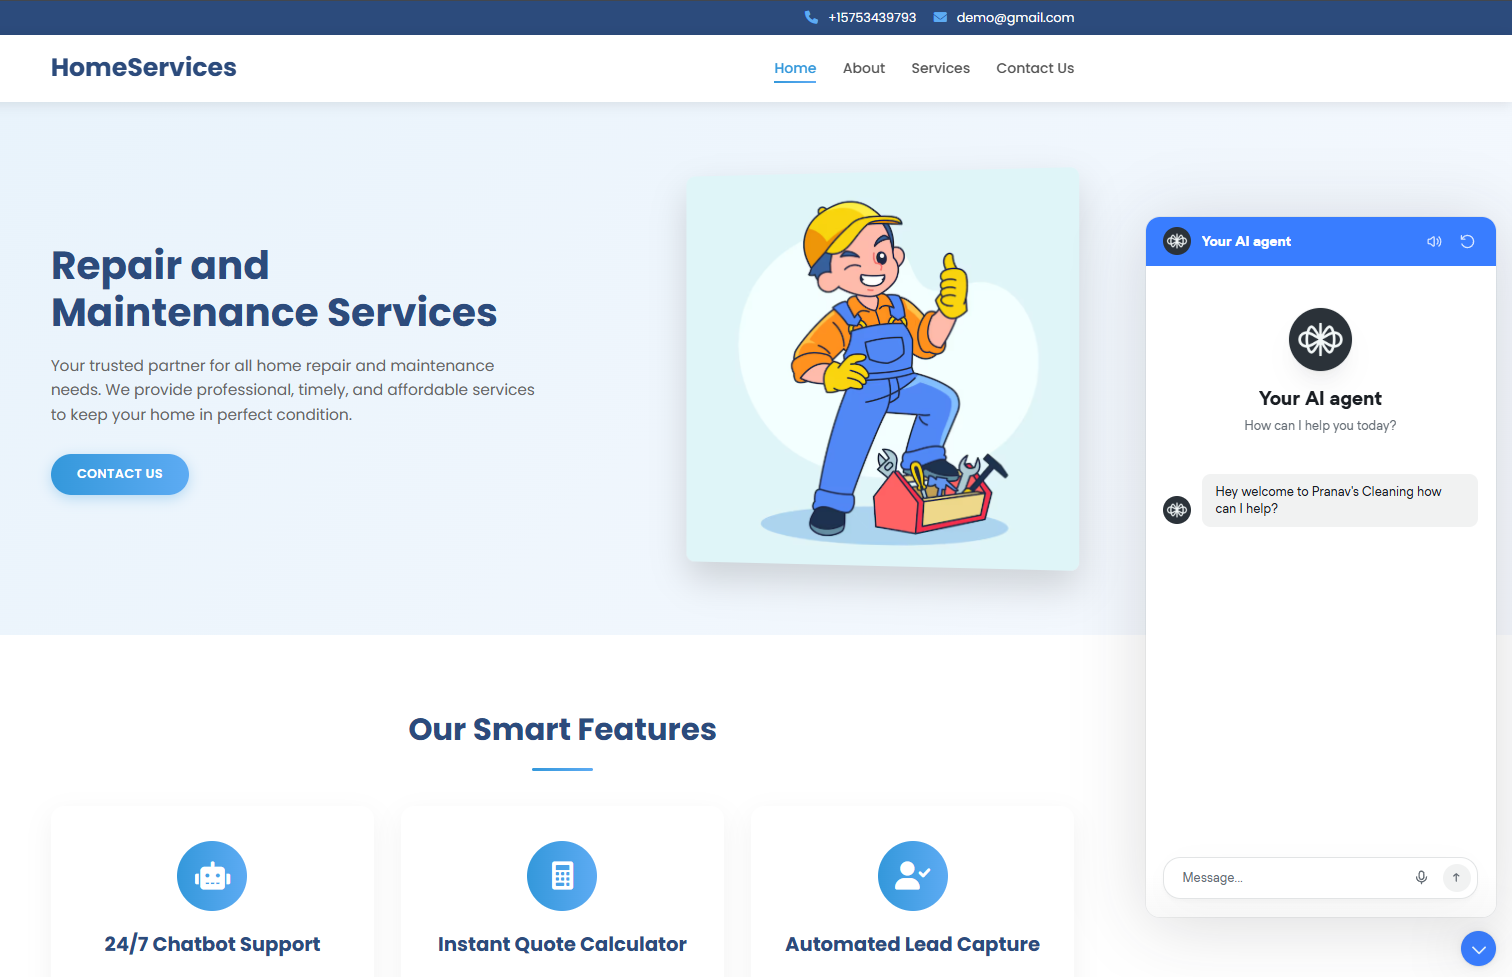 +15753439793 demo@gmail.com
HomeServices
Home About Services Contact Us
Repair and
Maintenance Services
Your trusted partner for all home repair and maintenance
needs. We provide professional, timely, and affordable services
to keep your home in perfect condition.
CONTACT US
Our Smart Features
24/7 Chatbot Support
Instant Quote Calculator
Automated Lead Capture
Your AI agent
Your AI agent
How can I help you today?
Hey welcome to Pranav's Cleaning how
can I help?
Message...